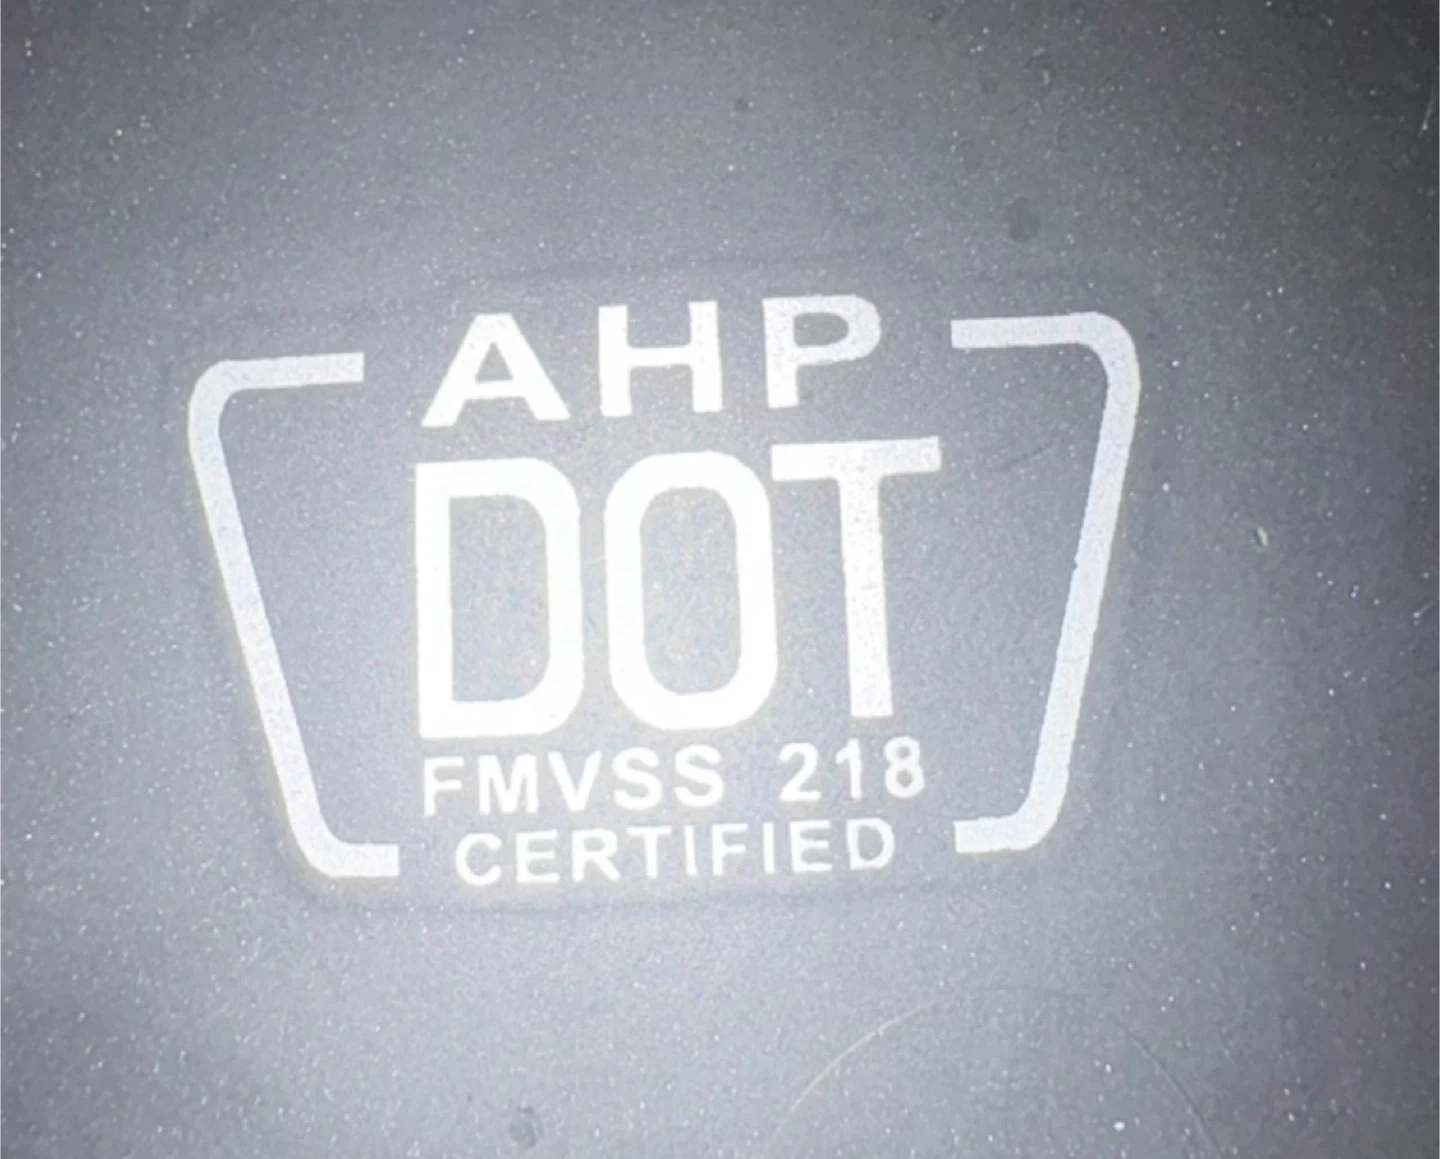 AHP
DOT
FMVSS 218
CERTIFIED